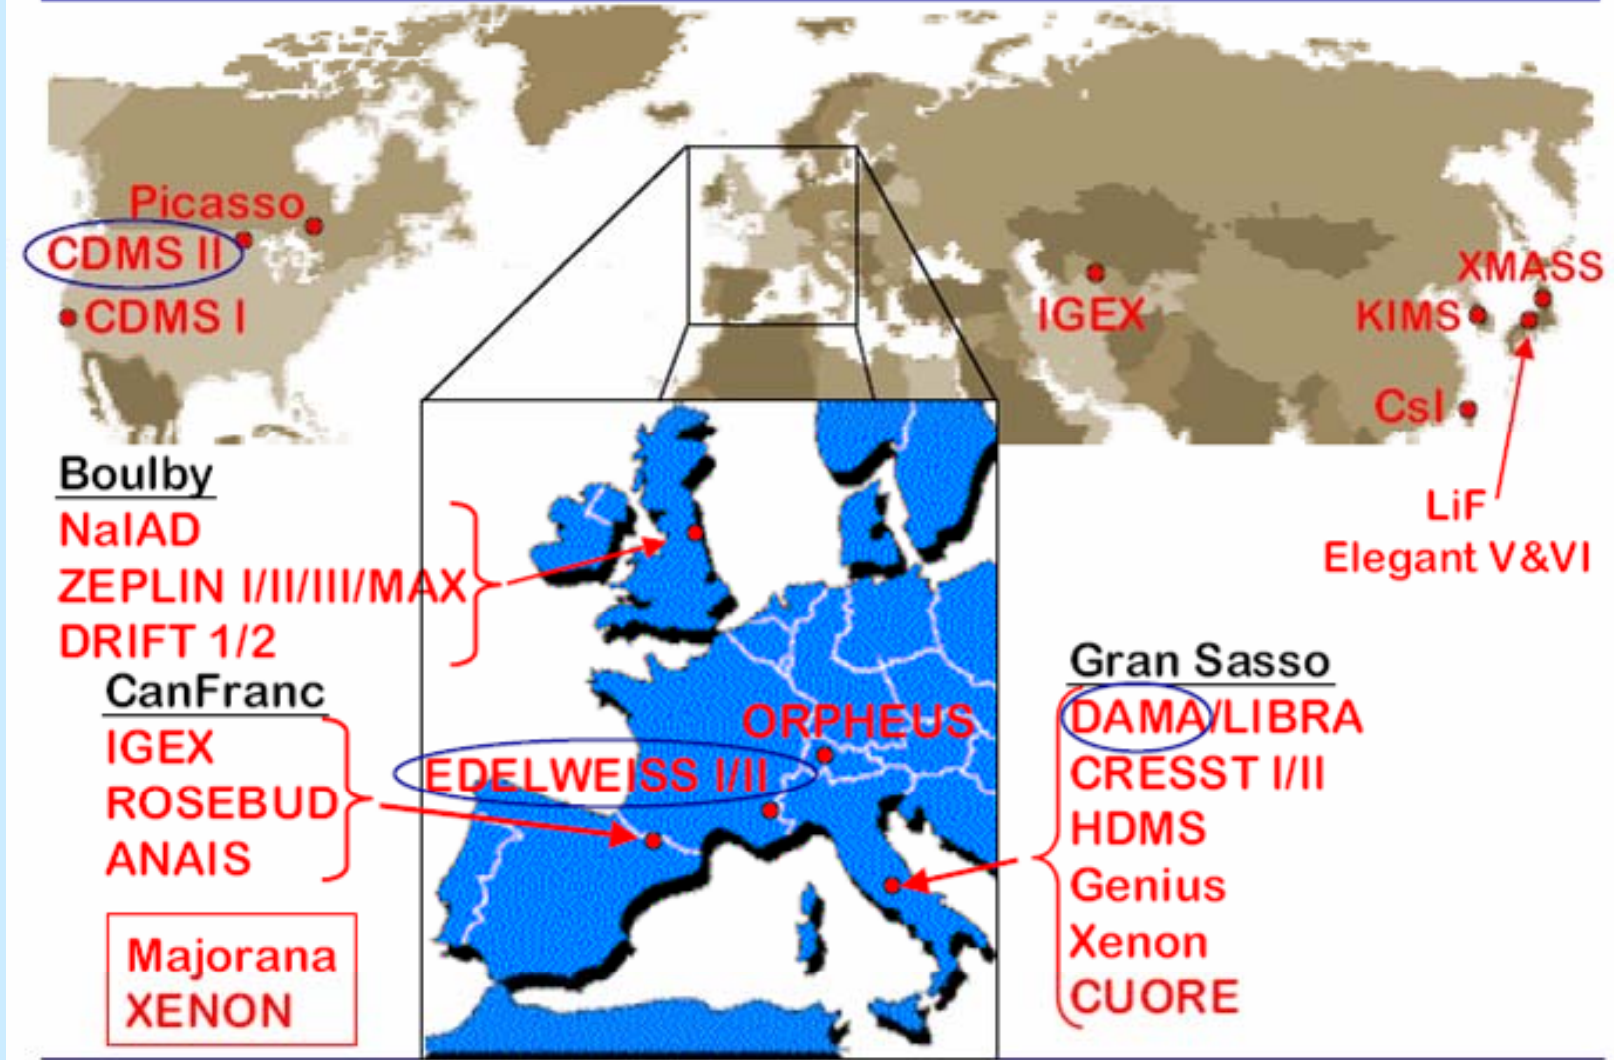 Picasso
CDMS II
CDMS I
IGEX
XMASS
KIMS
CsI
LiF
Elegant V&VI
Boulby
NaIAD
ZEPLIN I/II/III/MAX
DRIFT 1/2
CanFranc
IGEX
ROSEBUD
ANAIS
Majorana
XENON
ORPHEUS
EDELWEISS I/II
Gran Sasso
DAMA/LIBRA
CRESST I/II
HDMS
Genius
Xenon
CUORE